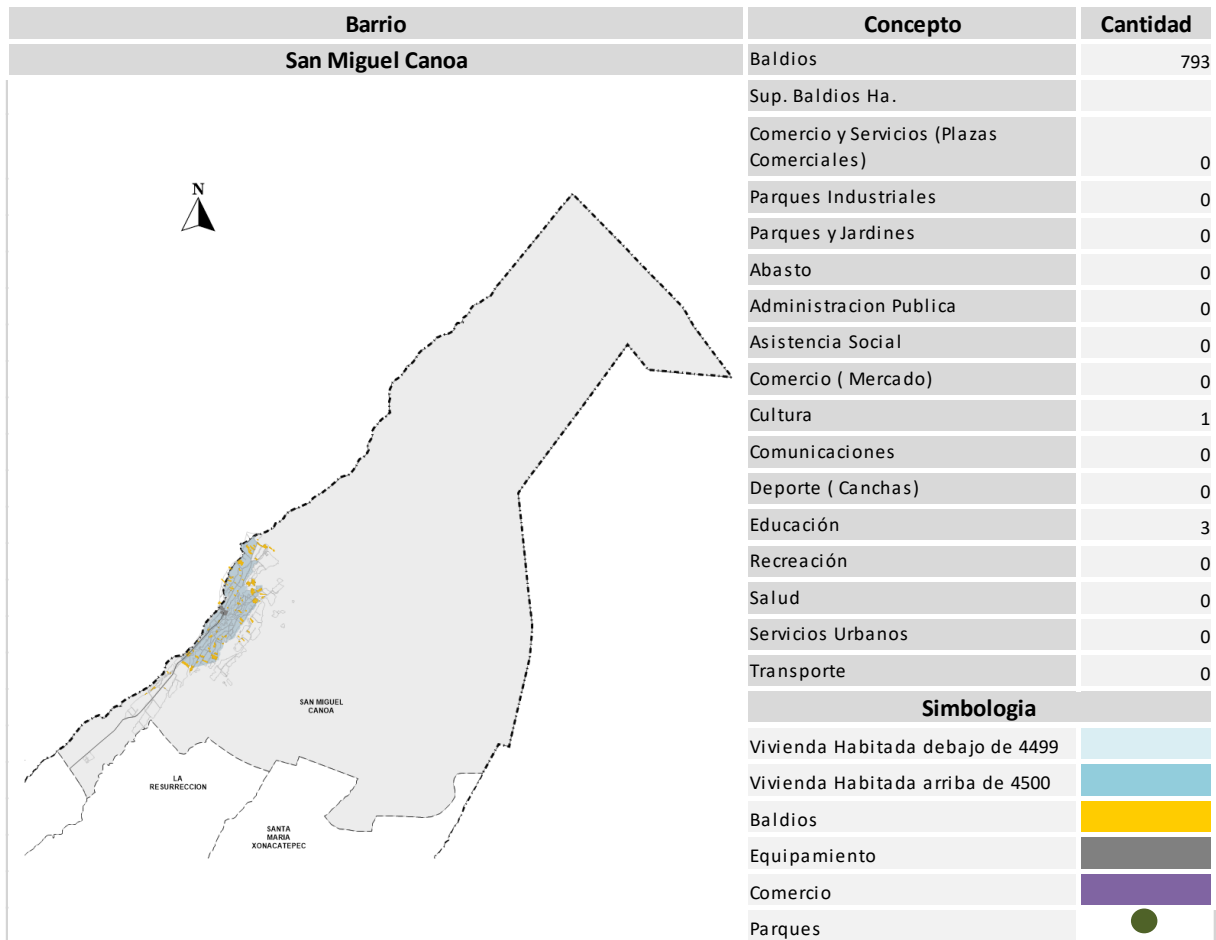 Barrio
San Miguel Canoa
N
SAN MIGUEL
CANOA
LA
RESURRECCION
SANTA
MARIA
XONACATEPEC
Concepto Cantidad
Baldios 793
Sup. Baldios Ha.
Comercio y Servicios (Plazas
Comerciales) 0
Parques Industriales 0
Parques y Jardines 0
Abasto 0
Administracion Publica 0
Asistencia Social 0
Comercio ( Mercado) 0
Cultura 1
Comunicaciones 0
Deporte ( Canchas) 0
Educación 3
Recreación 0
Salud 0
Servicios Urbanos 0
Transporte 0
Simbologia
Vivienda Habitada debajo de 4499
Vivienda Habitada arriba de 4500
Baldios
Equipamiento
Comercio
Parques